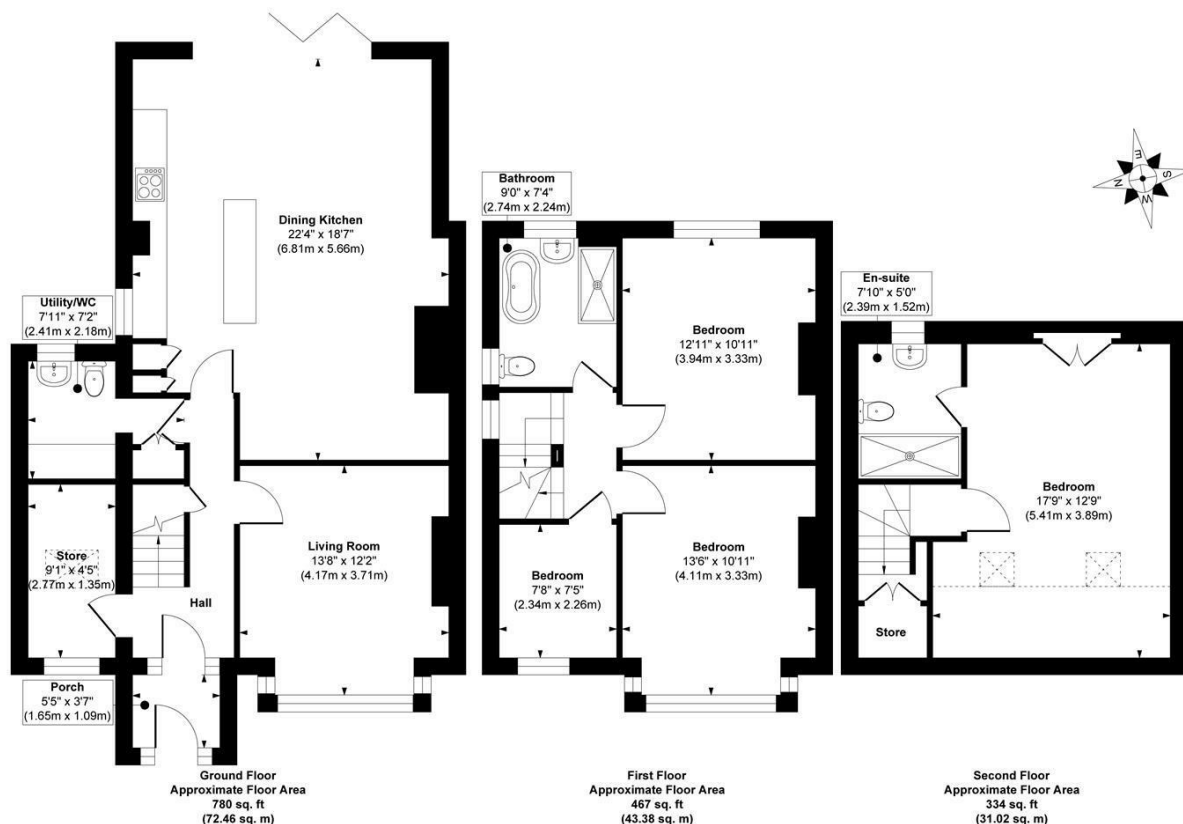 Dining Kitchen
22'4" x 18'7"
(6.81m x 5.66m)
Utility/WC
7'11" x 7'2"
(2.41m x 2.18m)
Store
9'1" x 4'5"
(2.77m x 1.35m)
Hall
Living Room
13'8" x 12'2"
(4.17m x 3.71m)
Porch
5'5" x 3'7"
(1.65m x 1.09m)
Ground Floor
Approximate Floor Area
780 sq. ft
(72.46 sq. m)
Bathroom
9'0" x 7'4"
(2.74m x 2.24m)
Bedroom
12'11" x 10'11"
(3.94m x 3.33m)
Bedroom
7'8" x 7'5"
(2.34m x 2.26m)
Bedroom
13'6" x 10'11"
(4.11m x 3.33m)
First Floor
Approximate Floor Area
467 sq. ft
(43.38 sq. m)
E
N
S
W
En-suite
7'10" x 5'0"
(2.39m x 1.52m)
Bedroom
17'9" x 12'9"
(5.41m x 3.89m)
Store
Second Floor
Approximate Floor Area
334 sq. ft
(31.02 sq. m)